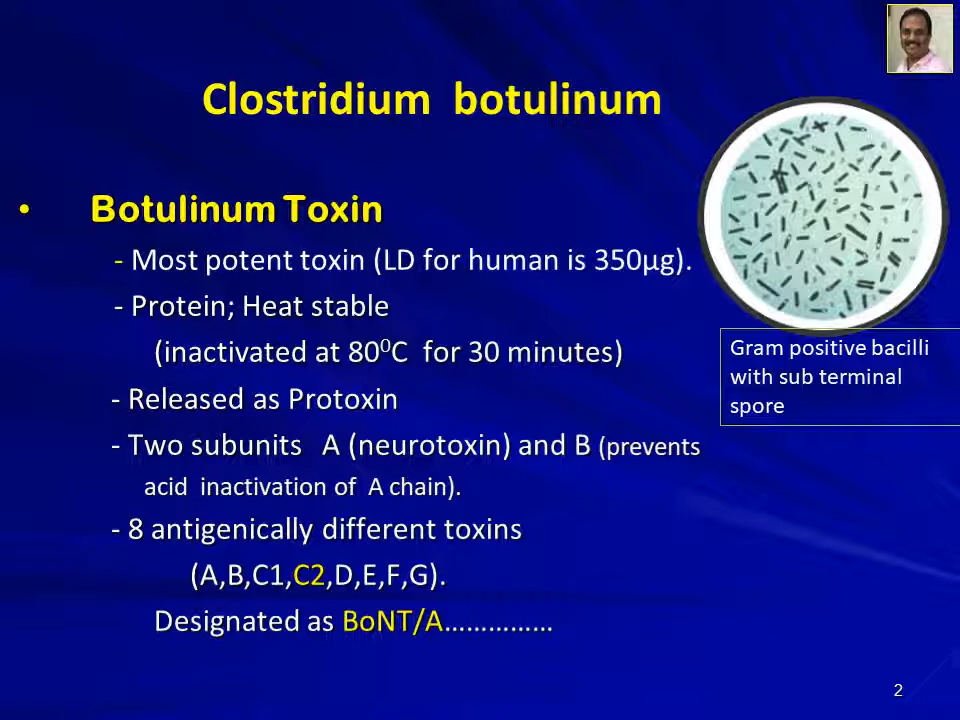 Clostridium botulinum
• Botulinum Toxin
- Most potent toxin (LD for human is 350µg).
- Protein; Heat stable
(inactivated at 80⁰C for 30 minutes)
- Released as Protoxin
- Two subunits A (neurotoxin) and B (prevents
acid inactivation of A chain).
- 8 antigenically different toxins
(A,B,C1,C2,D,E,F,G).
Designated as BoNT/A……………
Gram positive bacilli
with sub terminal
spore
2